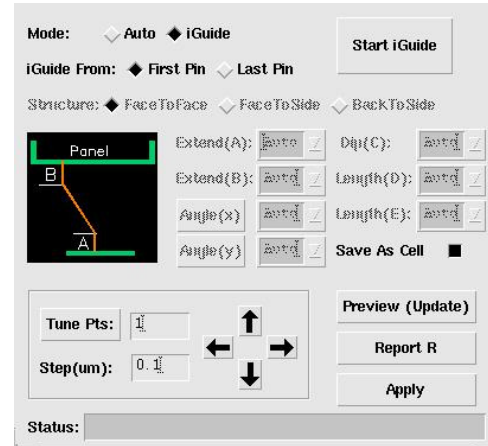 Mode: Auto iGuide
Start iGuide
iGuide From: First Pin Last Pin
Structure: FaceToFace FaceToSide BackToSide
Panel
B
A
Extend(A): Auto Dip(C): Auto
Extend(B): Auto Length(D): Auto
Angle(x) Auto Length(E): Auto
Angle(y) Auto Save As Cell
Tune Pts: 1
Step(um): 0.1
Preview (Update)
Report R
Apply
Status: